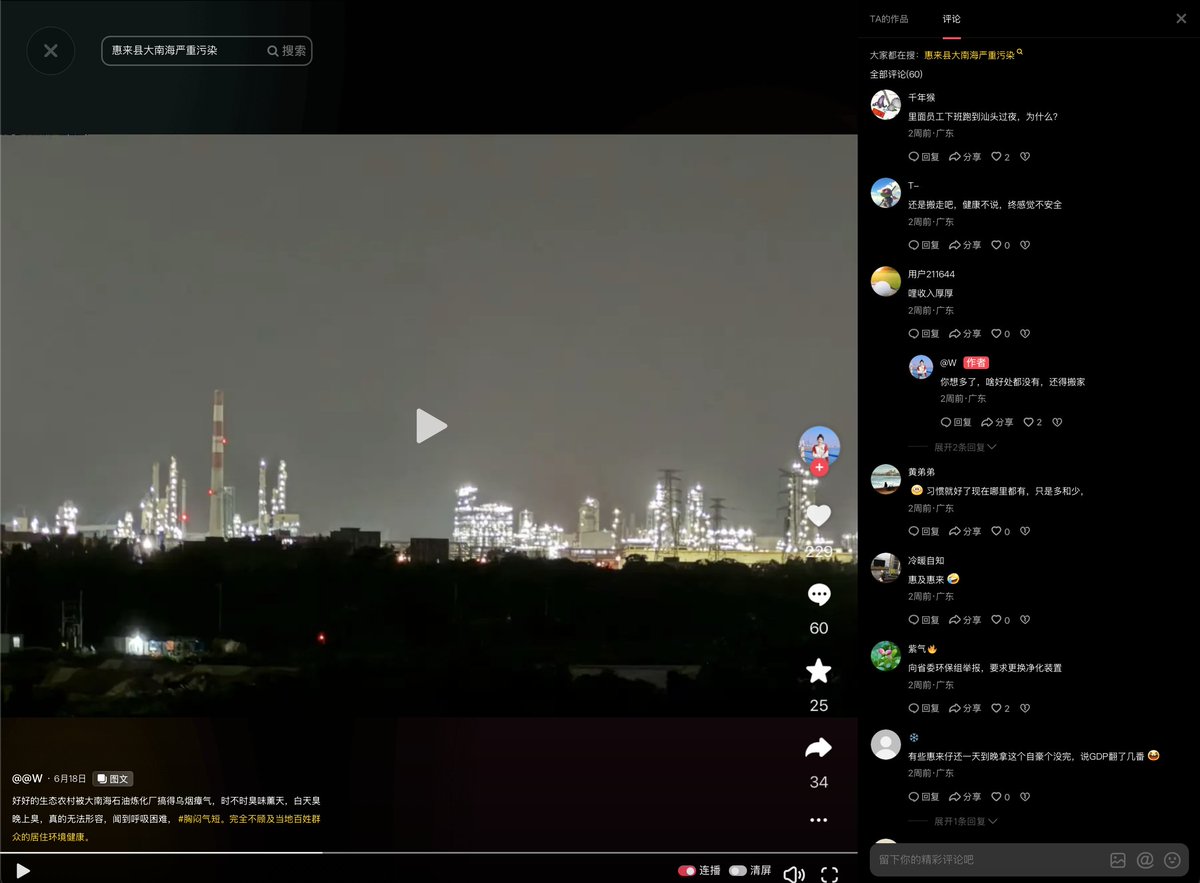 惠来县大南海严重污染
搜索
229
60
25
34
@@W · 6月18日 图文
好好的生态农村被大南海石油炼化厂搞得乌烟瘴气，时不时臭味薰天，白天臭
晚上臭，真的无法形容，闻到呼吸困难，#胸闷气短。完全不顾及当地百姓群
众的居住环境健康。
连播 清屏
TA的作品 评论
大家都在搜：惠来县大南海严重污染
全部评论(60)
千年猴
里面员工下班跑到汕头过夜，为什么?
2周前·广东
回复 分享 2
T~
还是搬走吧，健康不说，终感觉不安全
2周前·广东
回复 分享 0
用户211644
哩收入厚厚
2周前·广东
回复 分享 0
@W 作者
你想多了，啥好处都没有，还得搬家
2周前·广东
回复 分享 2
展开2条回复
黄弟弟
习惯就好了现在哪里都有，只是多和少，
2周前·广东
回复 分享 0
冷暖自知
惠及惠来🤣
2周前·广东
回复 分享 0
紫气🔥
向省委环保组举报，要求更换净化装置
2周前·广东
回复 分享 2
❄
有些惠来仔还一天到晚拿这个自豪个没完，说GDP翻了几番😆
2周前·广东
回复 分享 0
展开1条回复
留下你的精彩评论吧